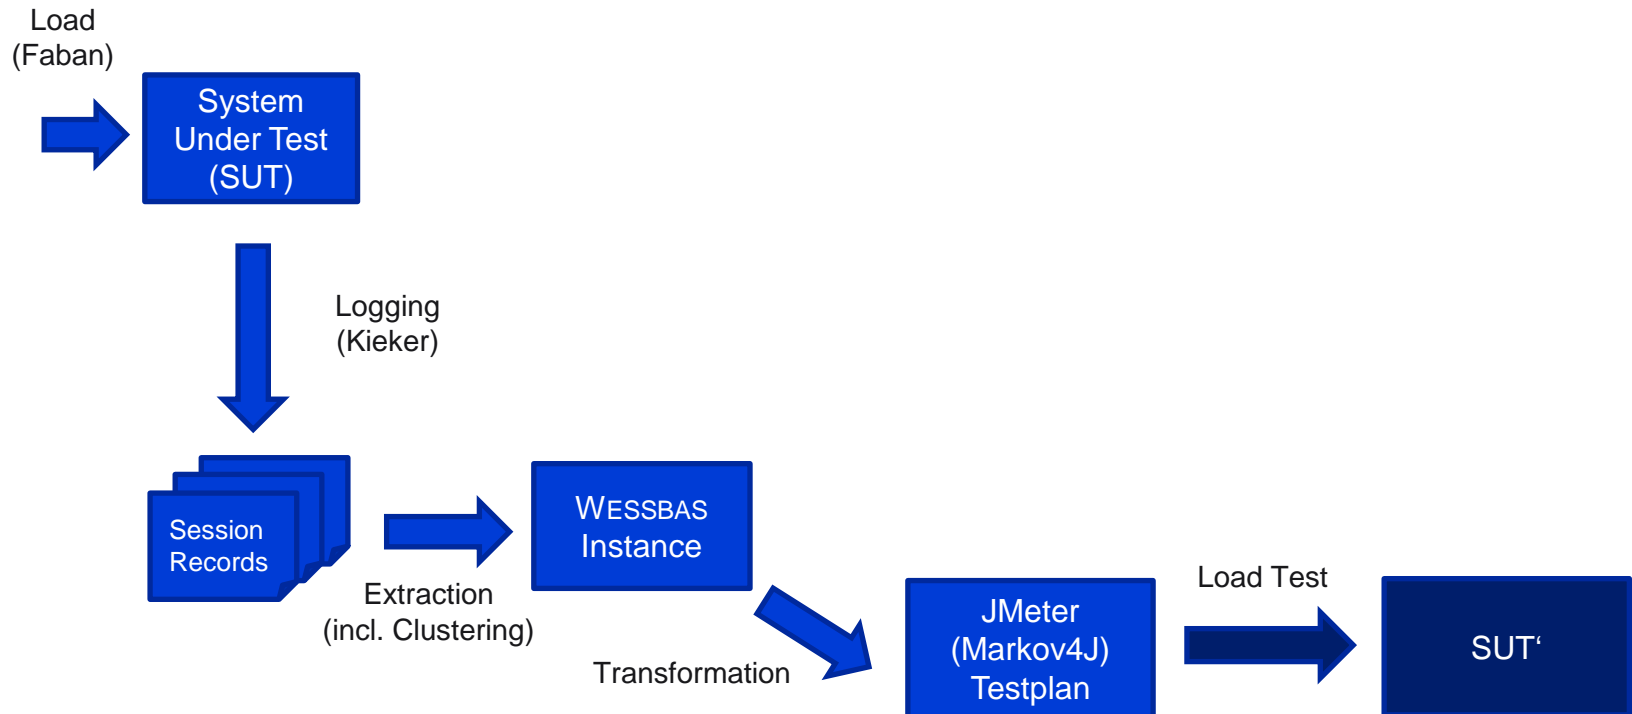 Load
(Faban)
System
Under Test
(SUT)
Logging
(Kieker)
Session
Records
Extraction
(incl. Clustering)
WESSBAS
Instance
Transformation
JMeter
(Markov4J)
Testplan
Load Test
SUT‘